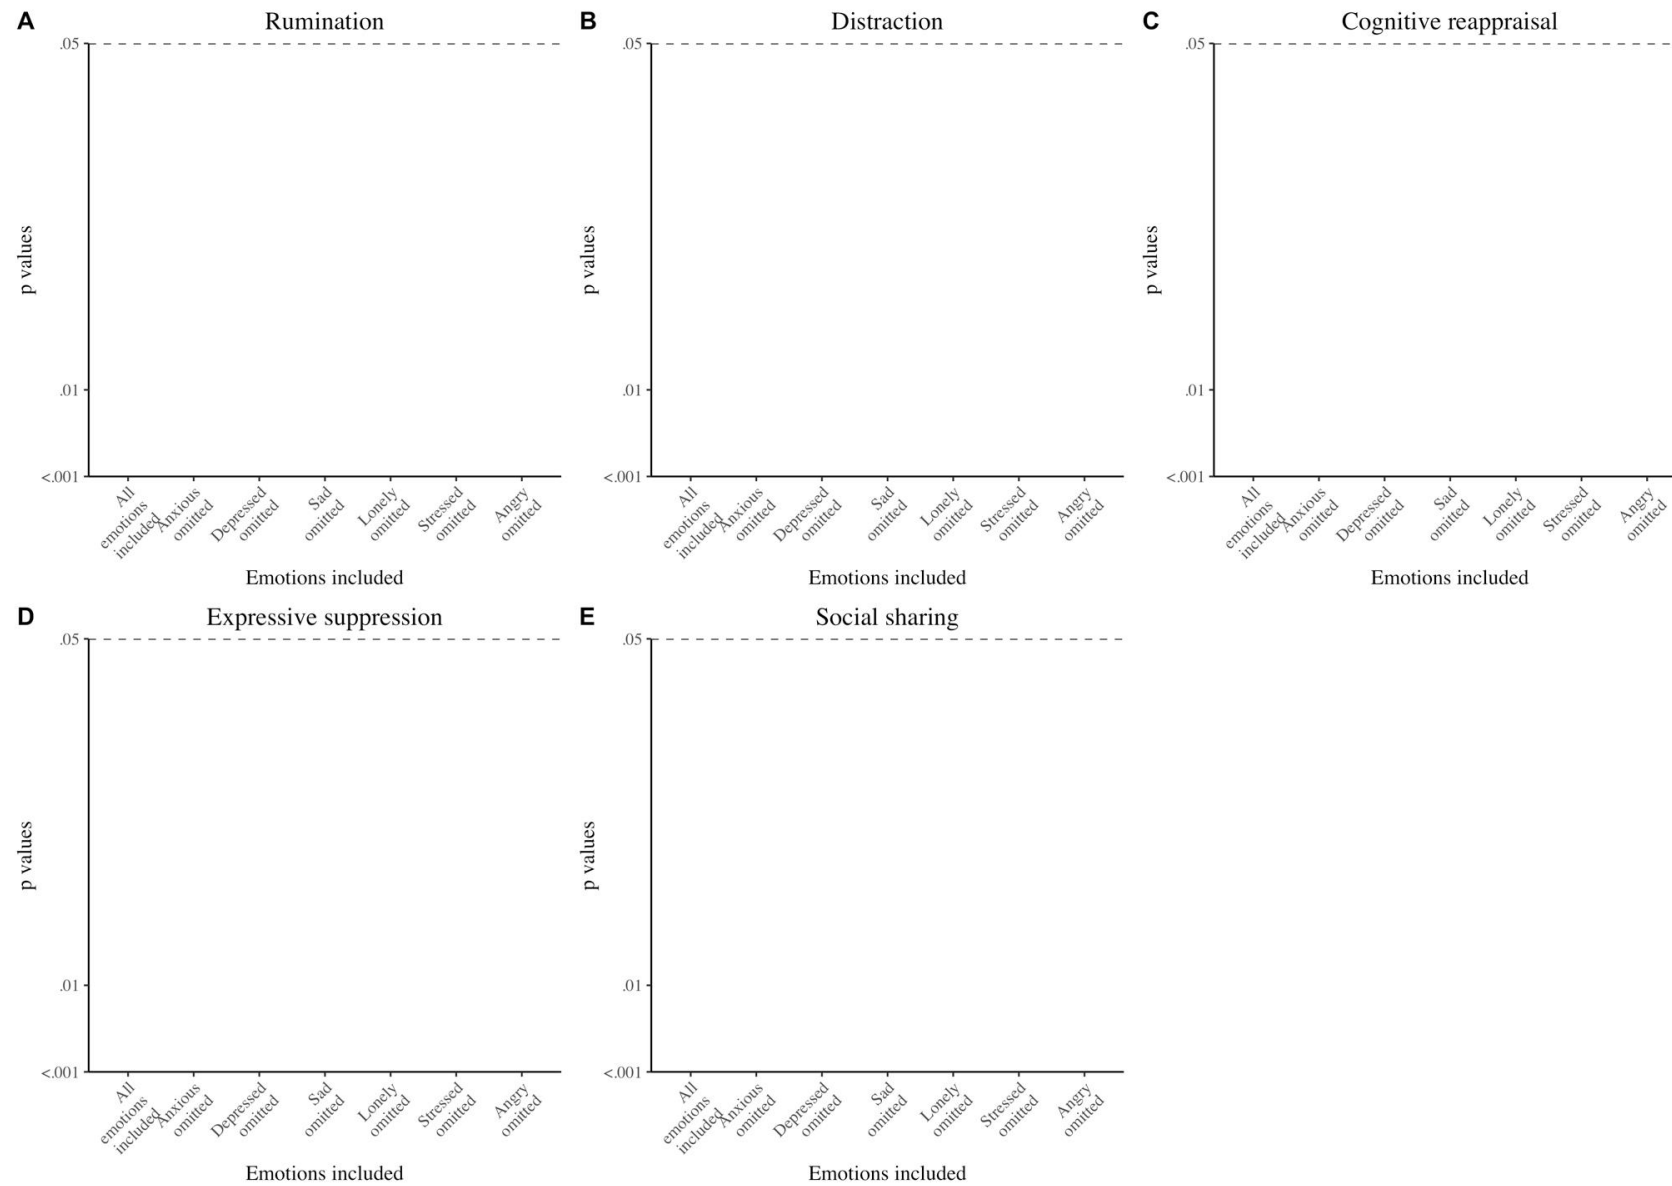 A Rumination
.05
p values
.01
<.001
All
emotions
included
Anxious
omitted
Depressed
omitted
Sad
omitted
Lonely
omitted
Stressed
omitted
Angry
omitted
Emotions included
B Distraction
.05
p values
.01
<.001
All
emotions
included
Anxious
omitted
Depressed
omitted
Sad
omitted
Lonely
omitted
Stressed
omitted
Angry
omitted
Emotions included
C Cognitive reappraisal
.05
p values
.01
<.001
All
emotions
included
Anxious
omitted
Depressed
omitted
Sad
omitted
Lonely
omitted
Stressed
omitted
Angry
omitted
Emotions included
D Expressive suppression
.05
p values
.01
<.001
All
emotions
included
Anxious
omitted
Depressed
omitted
Sad
omitted
Lonely
omitted
Stressed
omitted
Angry
omitted
Emotions included
E Social sharing
.05
p values
.01
<.001
All
emotions
included
Anxious
omitted
Depressed
omitted
Sad
omitted
Lonely
omitted
Stressed
omitted
Angry
omitted
Emotions included